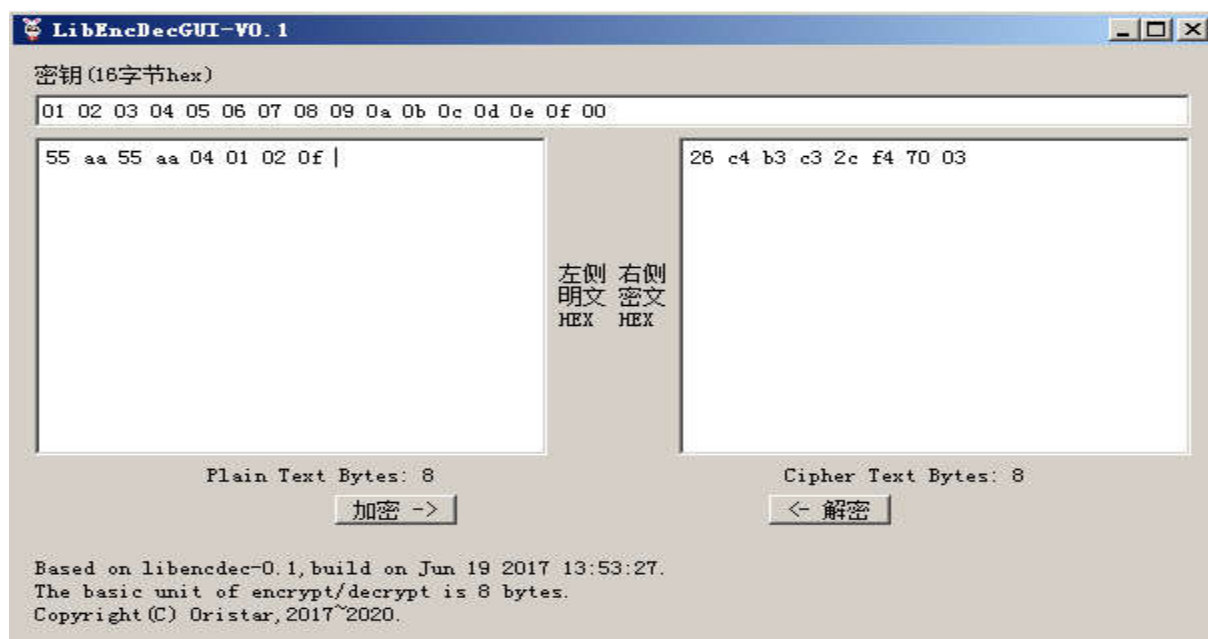 LibEncDecGUI-V0.1
密钥(16字节hex)
01 02 03 04 05 06 07 08 09 0a 0b 0c 0d 0e 0f 00
55 aa 55 aa 04 01 02 0f
26 c4 b3 c3 2c f4 70 03
左侧 右侧
明文 密文
HEX HEX
Plain Text Bytes: 8
Cipher Text Bytes: 8
加密 ->
<- 解密
Based on libencdec-0.1,build on Jun 19 2017 13:53:27.
The basic unit of encrypt/decrypt is 8 bytes.
Copyright(C) Oristar,2017~2020.